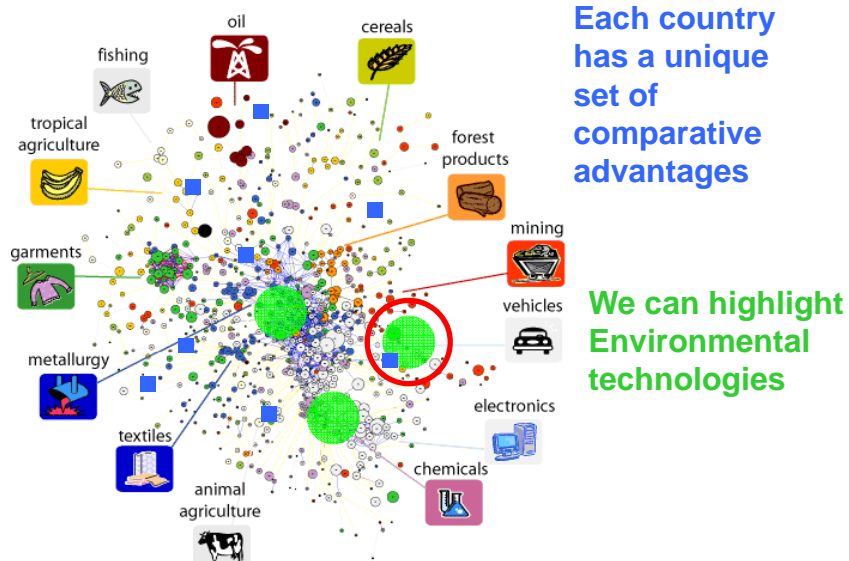 oil
cereals
fishing
tropical
agriculture
forest
products
garments
mining
vehicles
metallurgy
electronics
textiles
chemicals
animal
agriculture
Each country
has a unique
set of
comparative
advantages
We can highlight
Environmental
technologies